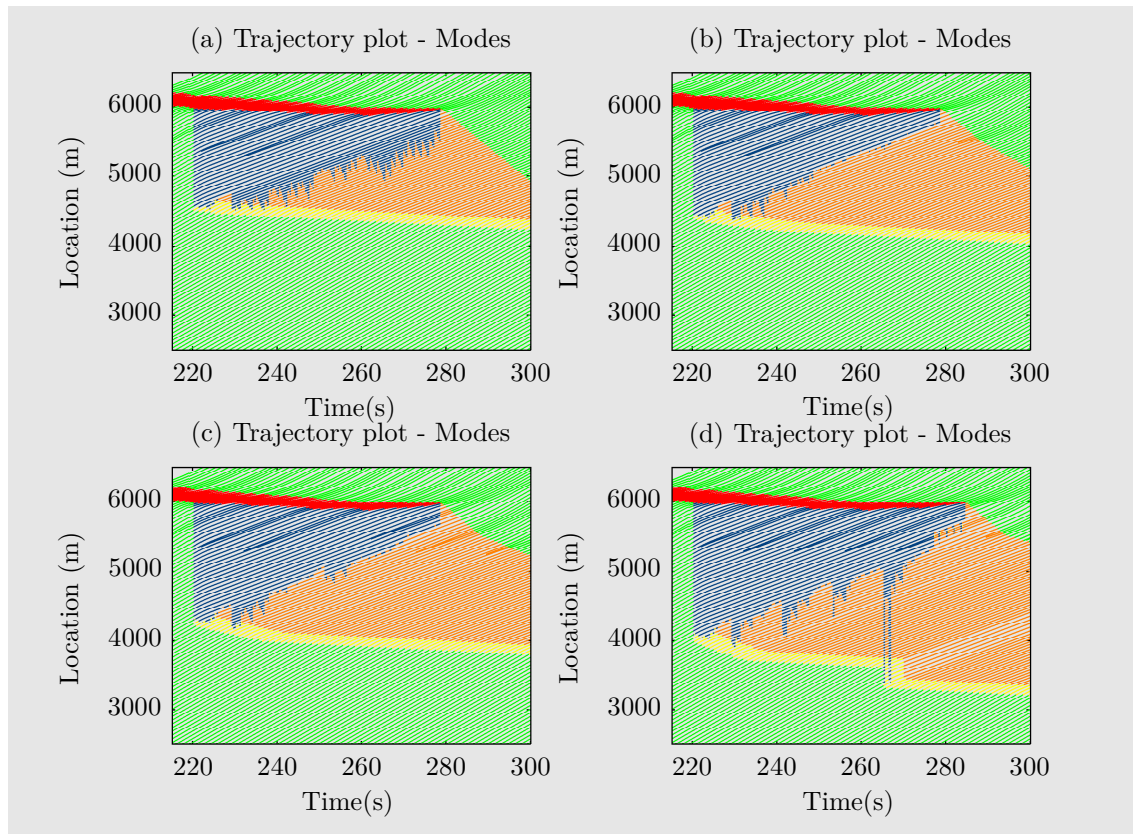 (a) Trajectory plot - Modes
6000
5000
4000
3000
Location (m)
220 240 260 280 300
Time(s)
(b) Trajectory plot - Modes
6000
5000
4000
3000
Location (m)
220 240 260 280 300
Time(s)
(c) Trajectory plot - Modes
6000
5000
4000
3000
Location (m)
220 240 260 280 300
Time(s)
(d) Trajectory plot - Modes
6000
5000
4000
3000
Location (m)
220 240 260 280 300
Time(s)